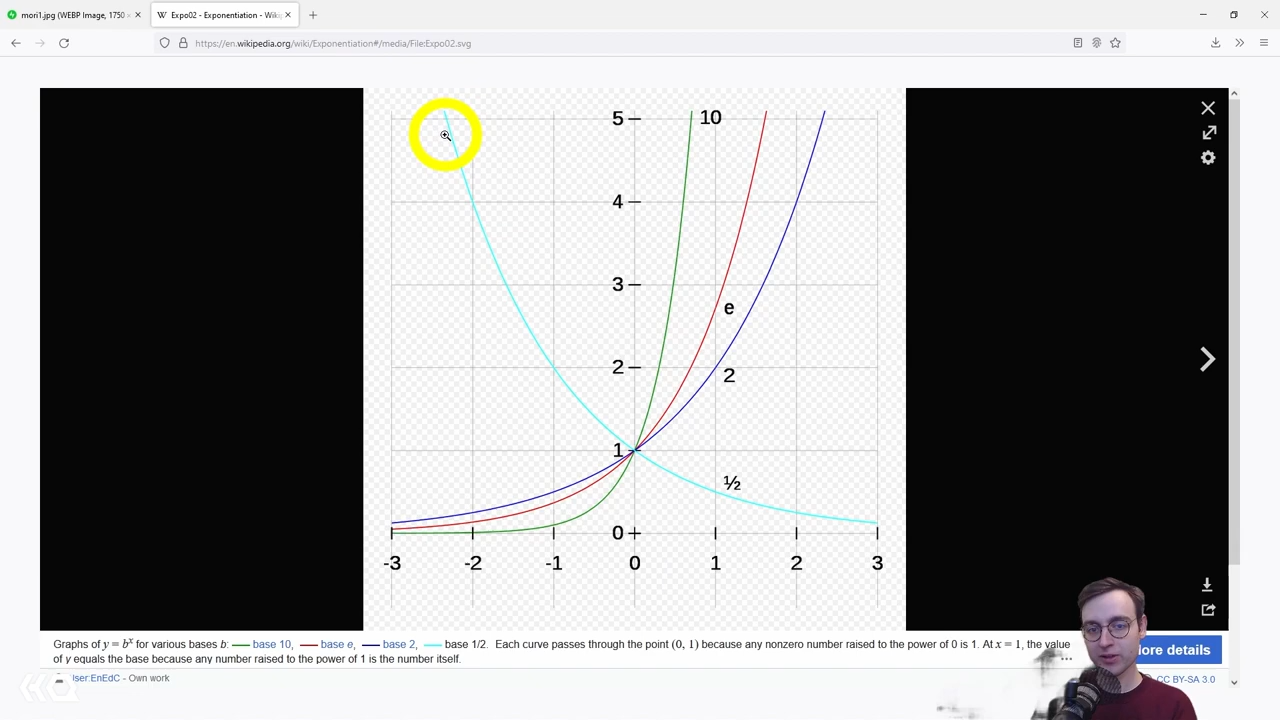 mori1.jpg (WEBP Image, 1750 ×
Expo02 - Exponentiation - Wiki
https://en.wikipedia.org/wiki/Exponentiation#/media/File:Expo02.svg
5
10
4
3
e
2
2
1
½
0
-3 -2 -1 0 1 2 3
Graphs of y = bˣ for various bases b: base 10, base e, base 2, base 1/2. Each curve passes through the point (0, 1) because any nonzero number raised to the power of 0 is 1. At x = 1, the value
of y equals the base because any number raised to the power of 1 is the number itself.
More details
User:EnEdC - Own work
CC BY-SA 3.0